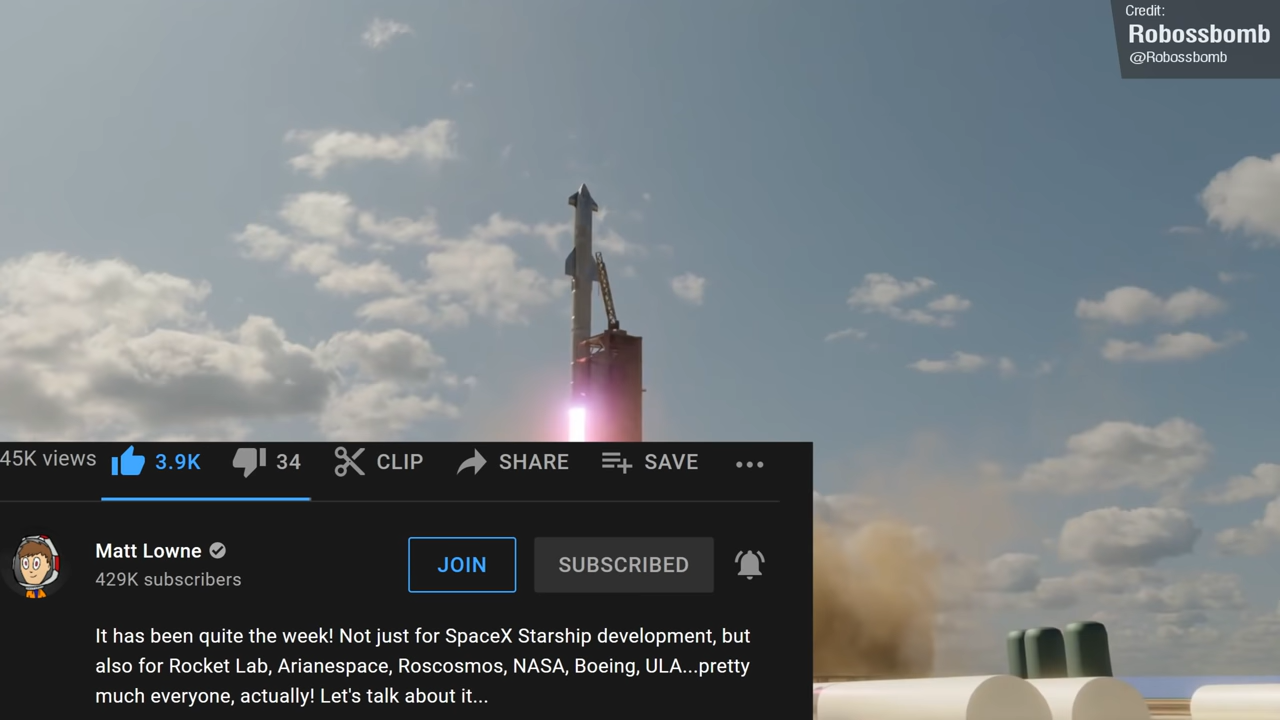 Credit:
Robossbomb
@Robossbomb
45K views 3.9K 34 CLIP SHARE SAVE
Matt Lowne
429K subscribers
JOIN SUBSCRIBED
It has been quite the week! Not just for SpaceX Starship development, but
also for Rocket Lab, Arianespace, Roscosmos, NASA, Boeing, ULA...pretty
much everyone, actually! Let's talk about it...